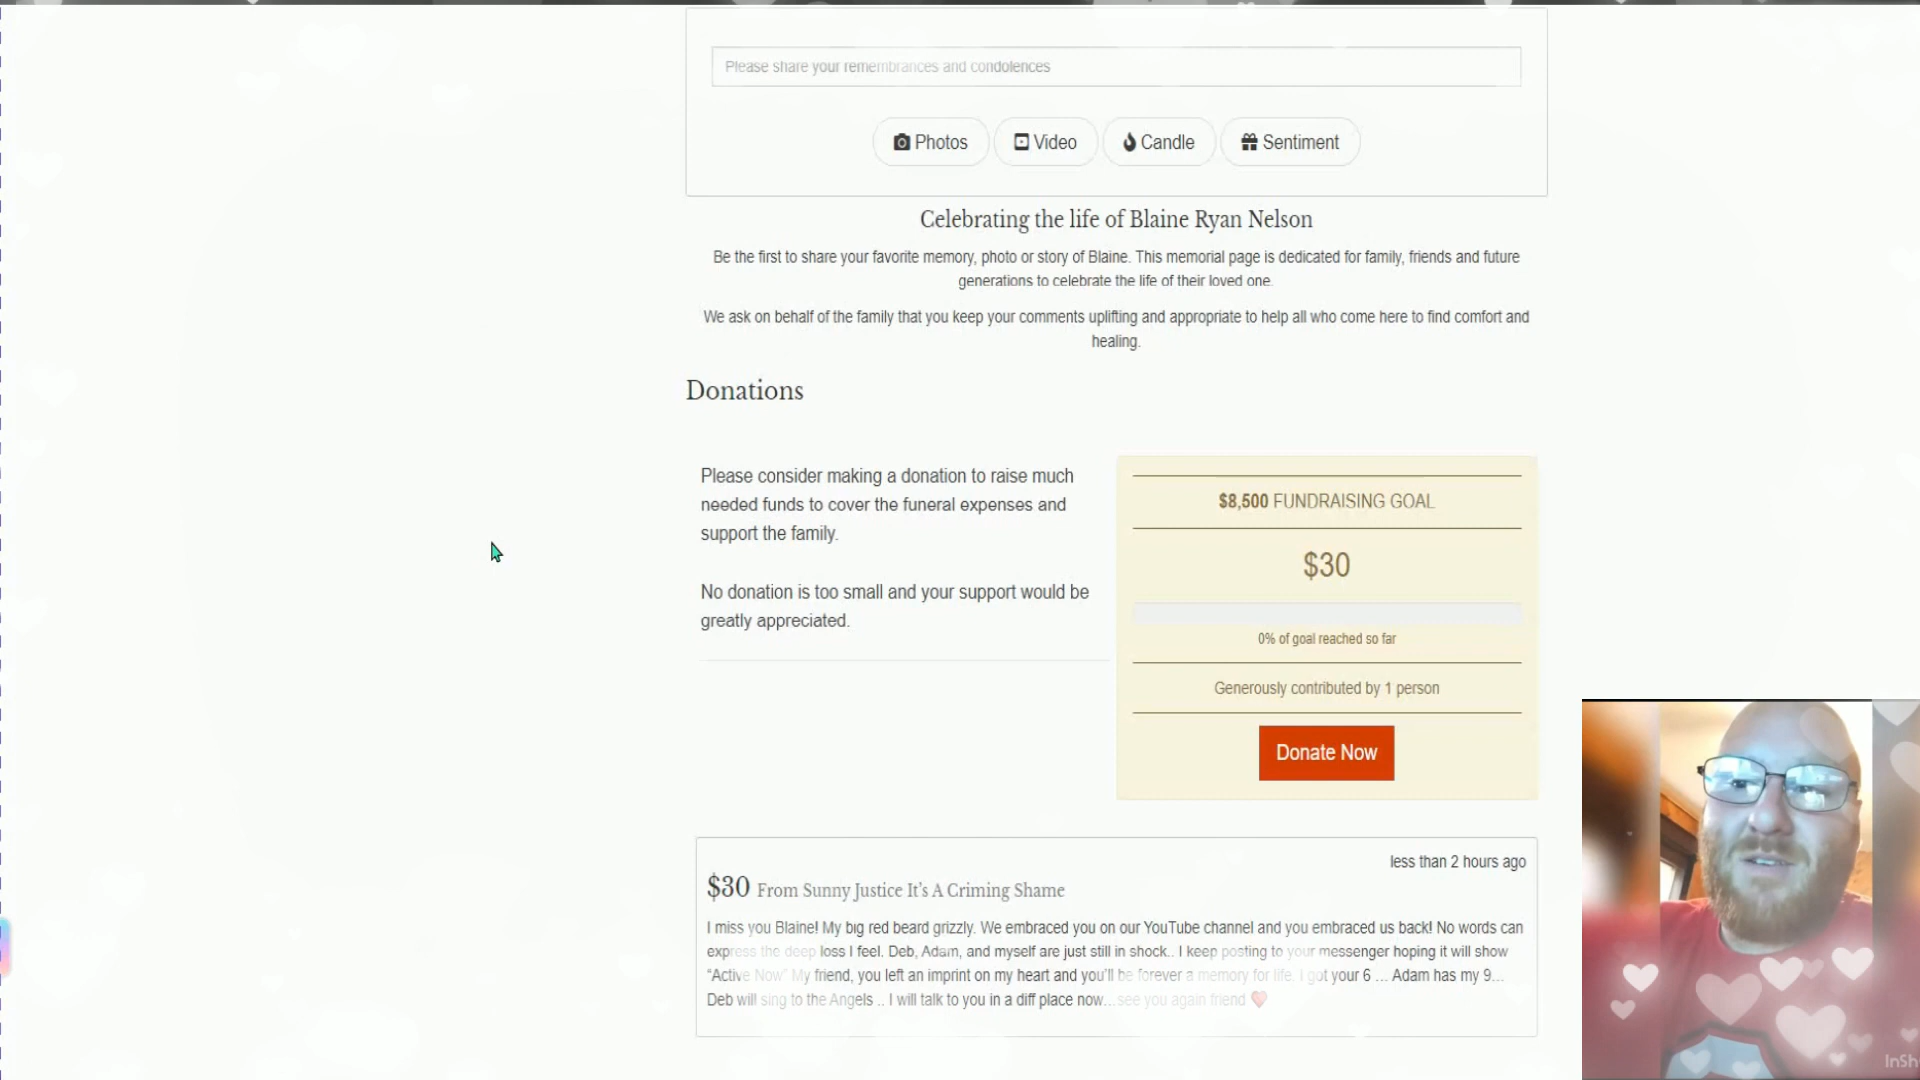 Please share your remembrances and condolences
Photos
Video
Candle
Sentiment
Celebrating the life of Blaine Ryan Nelson
Be the first to share your favorite memory, photo or story of Blaine. This memorial page is dedicated for family, friends and future
generations to celebrate the life of their loved one.
We ask on behalf of the family that you keep your comments uplifting and appropriate to help all who come here to find comfort and
healing.
Donations
Please consider making a donation to raise much
needed funds to cover the funeral expenses and
support the family.
No donation is too small and your support would be
greatly appreciated.
$8,500 FUNDRAISING GOAL
$30
0% of goal reached so far
Generously contributed by 1 person
Donate Now
less than 2 hours ago
$30 From Sunny Justice It's A Criming Shame
I miss you Blaine! My big red beard grizzly. We embraced you on our YouTube channel and you embraced us back! No words can
express the deep loss I feel. Deb, Adam, and myself are just still in shock.. I keep posting to your messenger hoping it will show
“Active Now” My friend, you left an imprint on my heart and you'll be forever a memory for life. I got your 6 ... Adam has my 9...
Deb will sing to the Angels .. I will talk to you in a diff place now...see you again friend ❤️
InSh